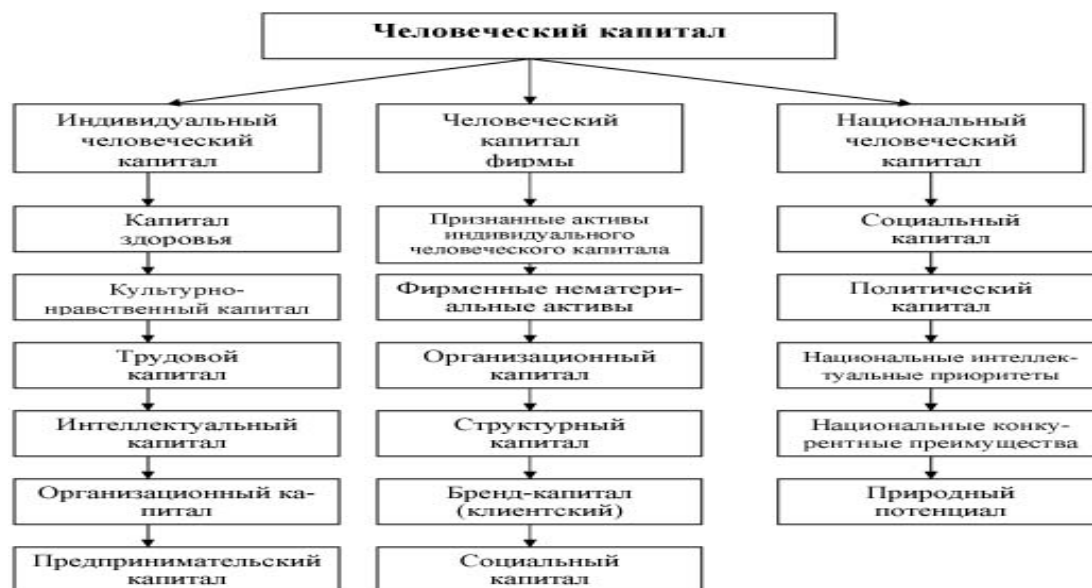 Человеческий капитал
Индивидуальный
человеческий
капитал
Капитал
здоровья
Культурно-
нравственный капитал
Трудовой
капитал
Интеллектуальный
капитал
Организационный ка-
питал
Предпринимательский
капитал
Человеческий
капитал
фирмы
Признанные активы
индивидуального
человеческого капитала
Фирменные нематери-
альные активы
Организационный
капитал
Структурный
капитал
Бренд-капитал
(клиентский)
Социальный
капитал
Национальный
человеческий
капитал
Социальный
капитал
Политический
капитал
Национальные интеллек-
туальные приоритеты
Национальные конку-
рентные преимущества
Природный
потенциал